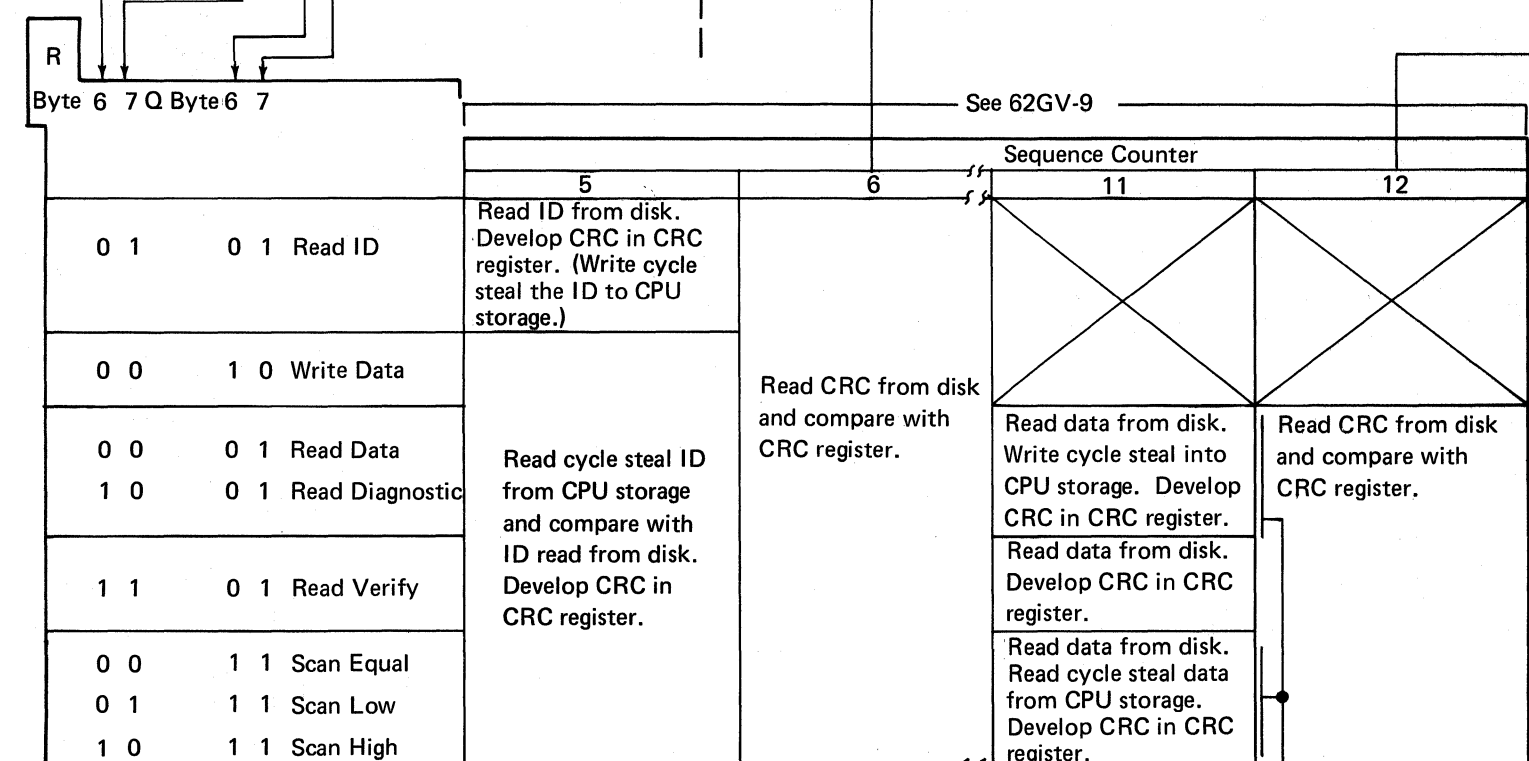 R
Byte 6 7 Q Byte 6 7
See 62GV-9
Sequence Counter
5 6 11 12
0 1 0 1 Read ID
Read ID from disk.
Develop CRC in CRC
register. (Write cycle
steal the ID to CPU
storage.)
0 0 1 0 Write Data
0 0 0 1 Read Data
1 0 0 1 Read Diagnostic
1 1 0 1 Read Verify
0 0 1 1 Scan Equal
0 1 1 1 Scan Low
1 0 1 1 Scan High
Read cycle steal ID
from CPU storage
and compare with
ID read from disk.
Develop CRC in
CRC register.
Read CRC from disk
and compare with
CRC register.
Read data from disk.
Write cycle steal into
CPU storage. Develop
CRC in CRC register.
Read data from disk.
Develop CRC in CRC
register.
Read data from disk.
Read cycle steal data
from CPU storage.
Develop CRC in CRC
register.
Read CRC from disk
and compare with
CRC register.